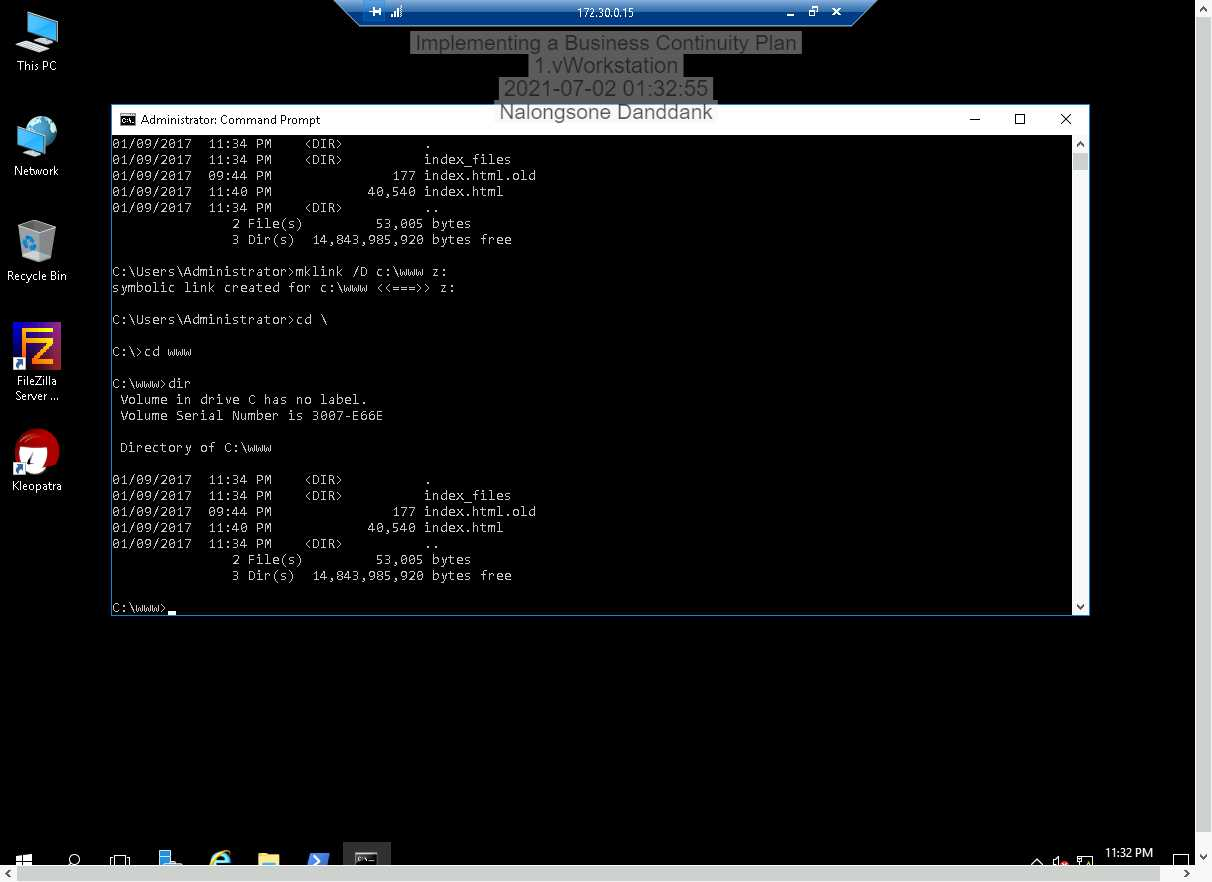 172.30.0.15
Implementing a Business Continuity Plan
1.vWorkstation
2021-07-02 01:32:55
Nalongsone Danddank
This PC
Network
Recycle Bin
FileZilla
Server ...
Kleopatra
Administrator: Command Prompt
01/09/2017  11:34 PM    <DIR>          .
01/09/2017  11:34 PM    <DIR>          index_files
01/09/2017  09:44 PM               177 index.html.old
01/09/2017  11:40 PM            40,540 index.html
01/09/2017  11:34 PM    <DIR>          ..
2 File(s)         53,005 bytes
3 Dir(s)  14,843,985,920 bytes free
C:\Users\Administrator>mklink /D c:\www z:
symbolic link created for c:\www <<===>> z:
C:\Users\Administrator>cd \
C:\>cd www
C:\www>dir
Volume in drive C has no label.
Volume Serial Number is 3007-E66E
Directory of C:\www
01/09/2017  11:34 PM    <DIR>          .
01/09/2017  11:34 PM    <DIR>          index_files
01/09/2017  09:44 PM               177 index.html.old
01/09/2017  11:40 PM            40,540 index.html
01/09/2017  11:34 PM    <DIR>          ..
2 File(s)         53,005 bytes
3 Dir(s)  14,843,985,920 bytes free
C:\www>
11:32 PM